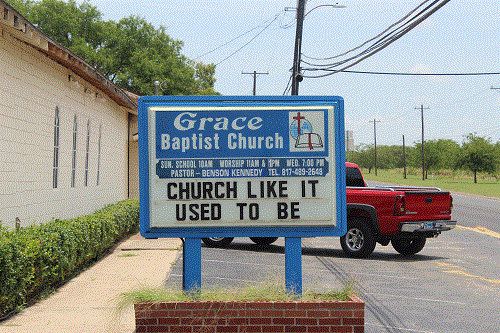 Grace
Baptist Church
SUN. SCHOOL 10AM WORSHIP 11AM & 1PM WED. 7:00 PM
PASTOR - BENSON KENNEDY TEL 817-489-2648
CHURCH LIKE IT
USED TO BE